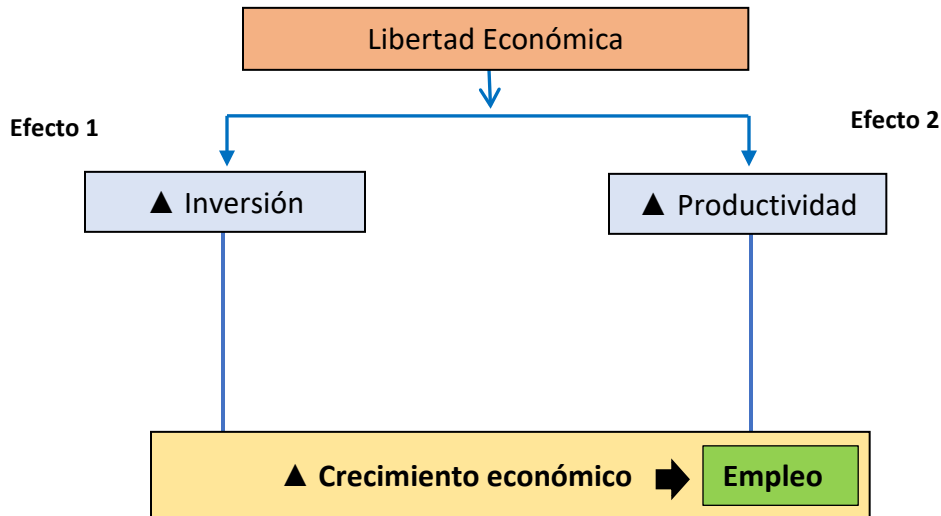 Libertad Económica
Efecto 1
Efecto 2
▲ Inversión
▲ Productividad
▲ Crecimiento económico
Empleo